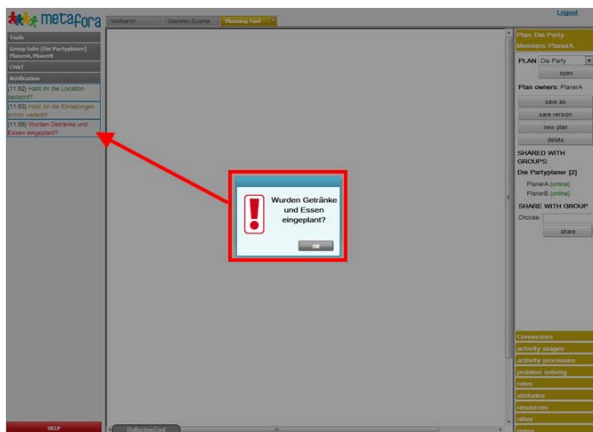 metafora
Workbench
Operation Surprise
Planning Tool
Logout
Tools
Group Info: [Die Partyplaner]
PlanerA, PlanerB
CHAT
Notification
(11:52) Habt ihr die Location
bedacht?
(11:53) Habt ihr die Einladungen
schon verteilt?
(11:55) Wurden Getränke und
Essen eingeplant?
Wurden Getränke
und Essen
eingeplant?
OK
Plan: Die Party
Members: PlanerA
PLAN Die Party
open
Plan owners: PlanerA
save as
save version
new plan
delete
SHARED WITH
GROUPS:
Die Partyplaner [2]
PlanerA (online)
PlanerB (online)
SHARE WITH GROUP
Choose:
share
Connectors
activity stages
activity processes
problem solving
roles
attitudes
resources
other
notes
HELP
ReflectionTool